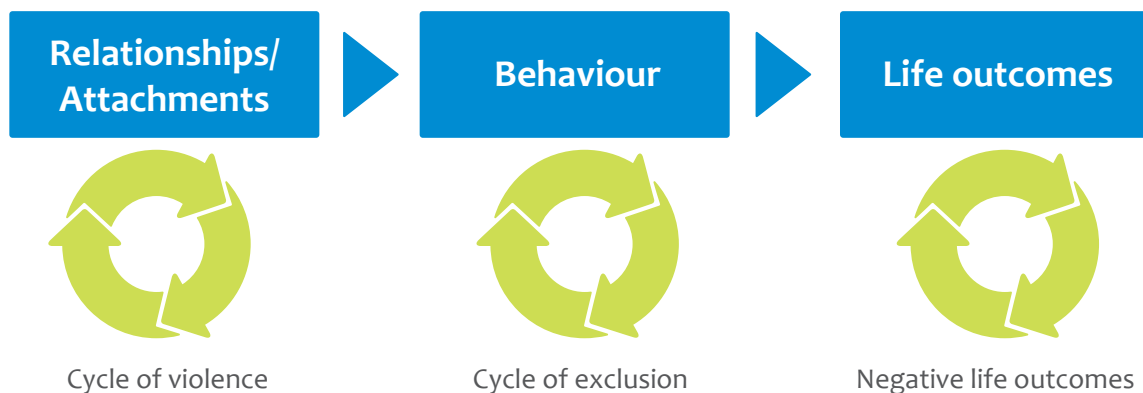 Relationships/
Attachments
Behaviour
Life outcomes
Cycle of violence
Cycle of exclusion
Negative life outcomes